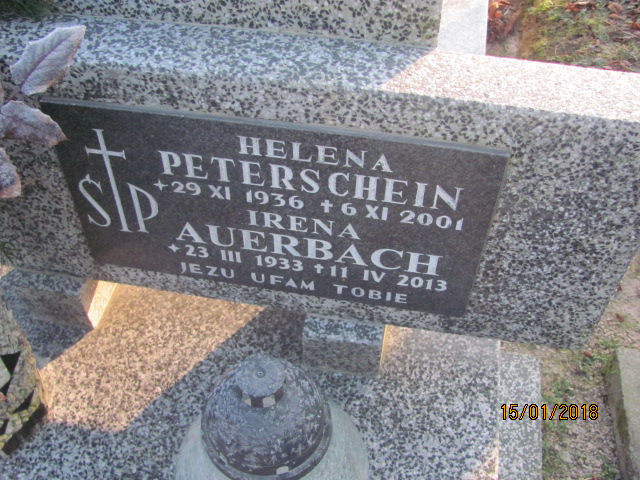 HELENA
PETERSCHEIN
*29 XI 1936 +6 XI 2001
IRENA
AUERBACH
*23 III 1933 +11 IV 2013
JEZU UFAM TOBIE
SP
15/01/2018